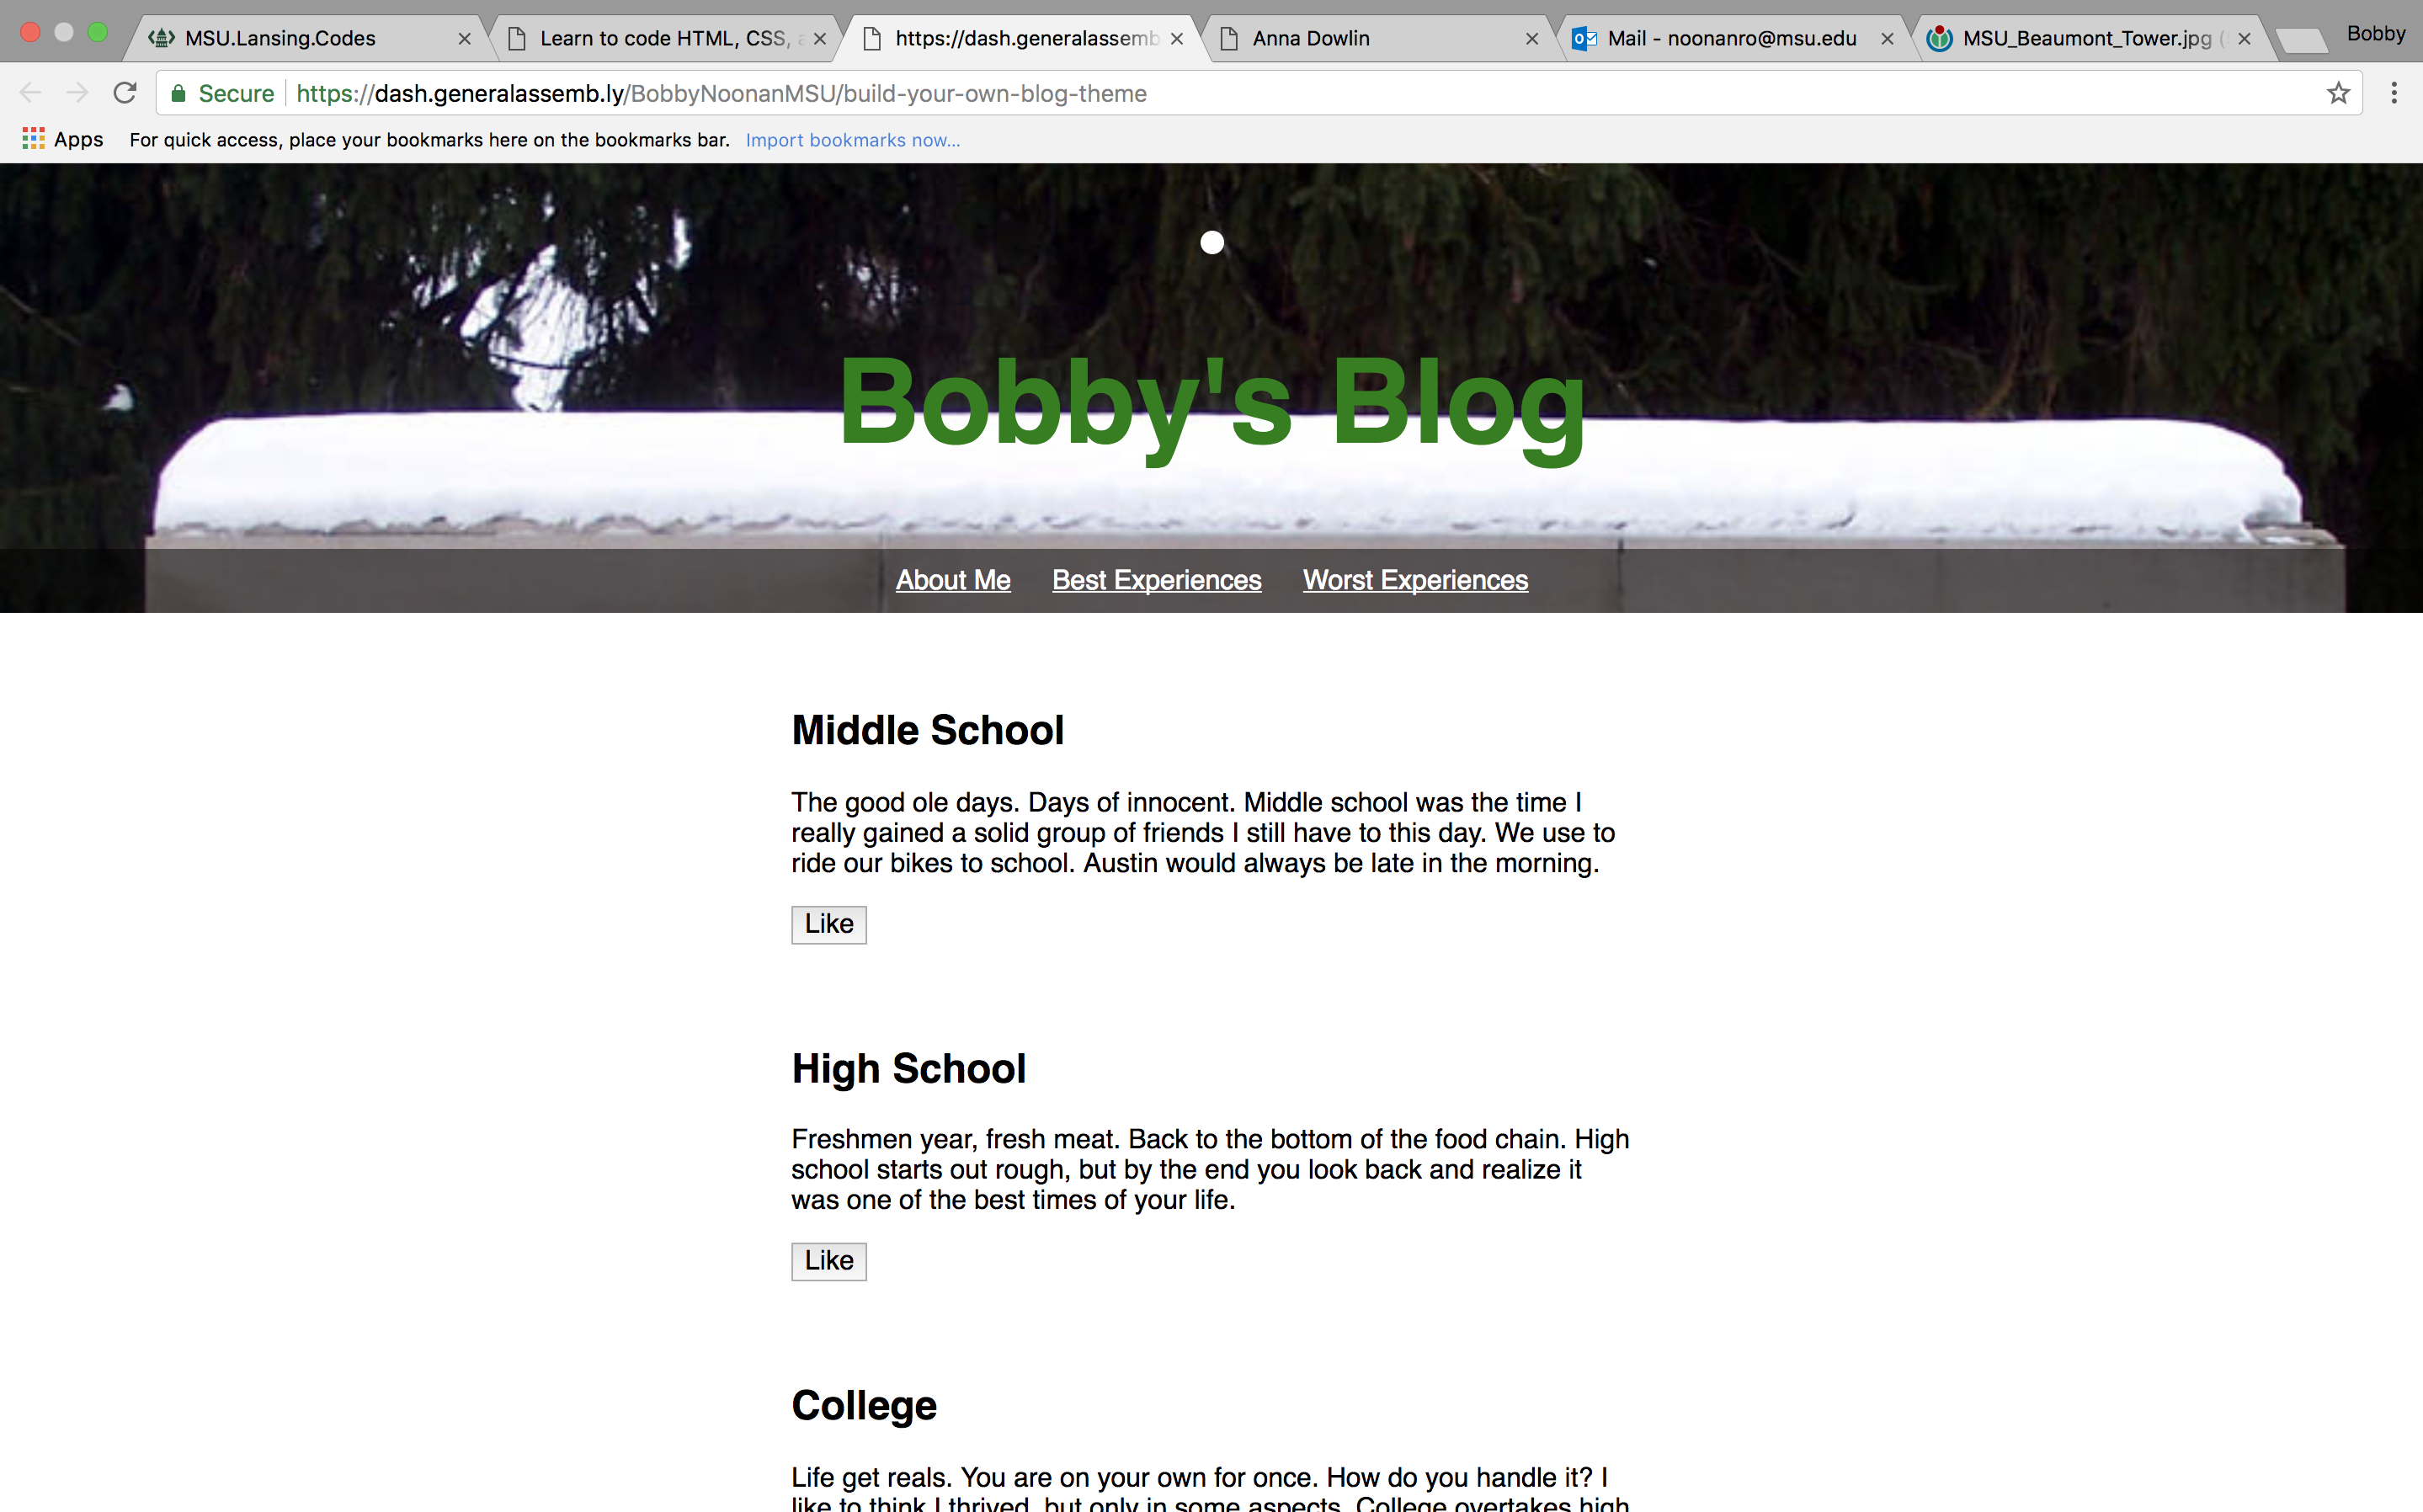 MSU.Lansing.Codes
Learn to code HTML, CSS,
https://dash.generalassemb
Anna Dowlin
Mail - noonanro@msu.edu
MSU_Beaumont_Tower.jpg (
Bobby
Secure https://dash.generalassemb.ly/BobbyNoonanMSU/build-your-own-blog-theme
Apps For quick access, place your bookmarks here on the bookmarks bar. Import bookmarks now...
Bobby's Blog
About Me Best Experiences Worst Experiences
Middle School
The good ole days. Days of innocent. Middle school was the time I
really gained a solid group of friends I still have to this day. We use to
ride our bikes to school. Austin would always be late in the morning.
Like
High School
Freshmen year, fresh meat. Back to the bottom of the food chain. High
school starts out rough, but by the end you look back and realize it
was one of the best times of your life.
Like
College
Life get reals. You are on your own for once. How do you handle it? I
like to think I thrived, but only in some aspects. College overtakes high